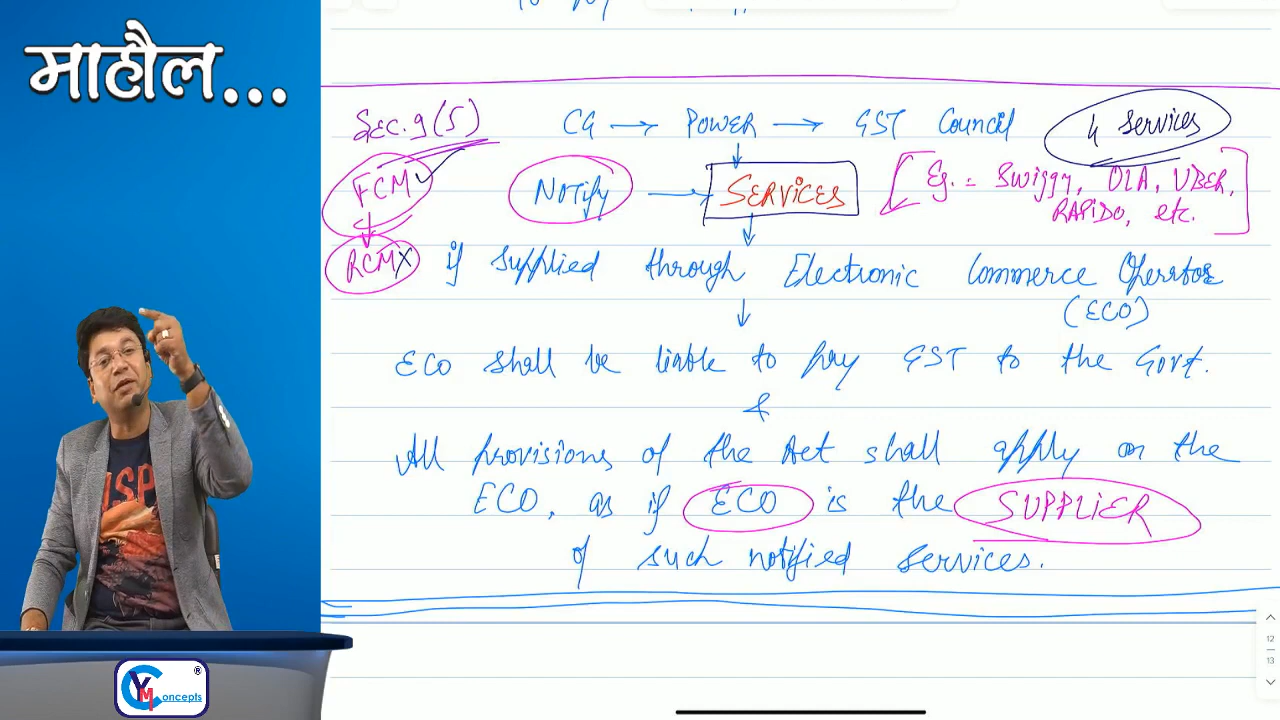 माहौल...
Sec. 9(5)
CG → POWER → GST Council
4 Services
FCM ✓
NOTIFY → SERVICES
[Eg. = Swiggy, OLA, UBER,
RAPIDO, etc.]
RCM X
if supplied through Electronic Commerce Operator
(ECO)
ECO shall be liable to pay GST to the Govt.
&
All provisions of the Act shall apply on the
ECO, as if ECO is the SUPPLIER
of such notified services.
12
13
CYM Concepts ®